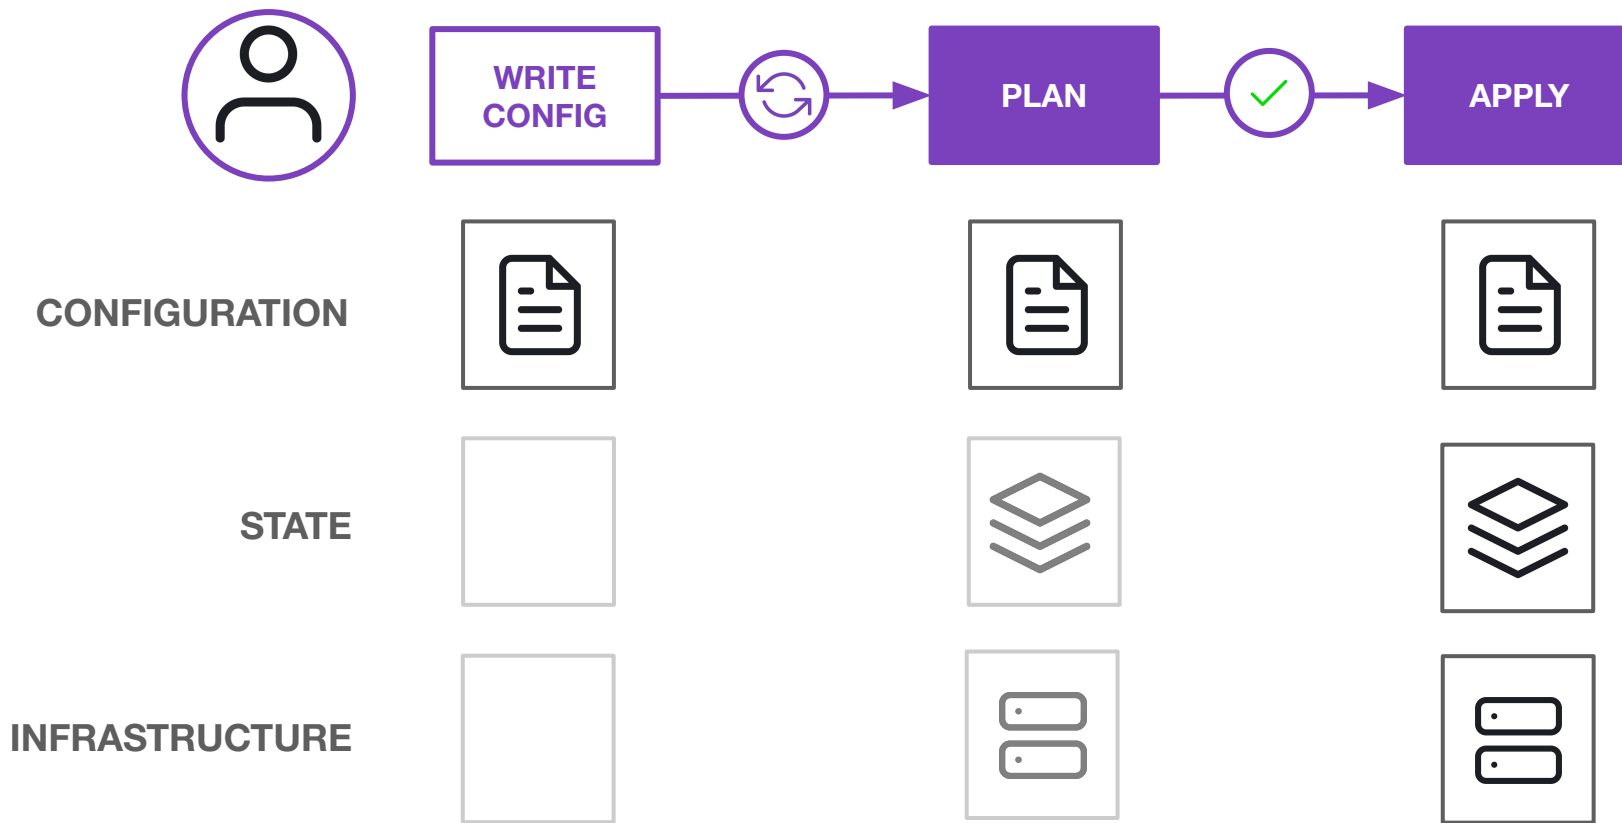 WRITE
CONFIG
PLAN
APPLY
CONFIGURATION
STATE
INFRASTRUCTURE